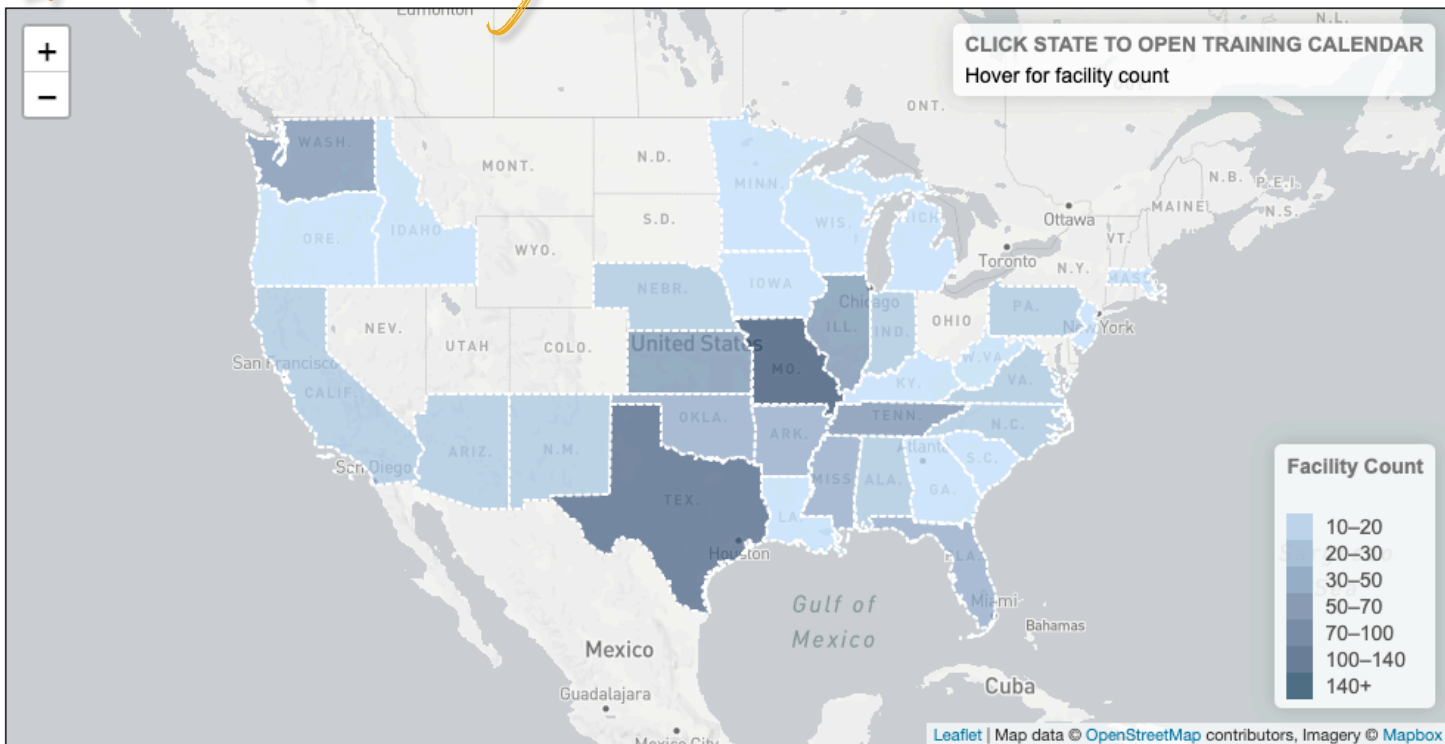 Edmonton
N.L.
+
−
CLICK STATE TO OPEN TRAINING CALENDAR
Hover for facility count
ONT.
WASH.
MONT.
N.D.
MINN.
N.B.
P.E.I.
MAINE
N.S.
Ottawa
ORE.
IDAHO
S.D.
WIS.
MICH.
VT.
WYO.
Toronto
N.Y.
MASS.
NEBR.
IOWA
Chicago
PA.
NEV.
UTAH
COLO.
United States
ILL.
IND.
OHIO
New York
San Francisco
CALIF.
MO.
KY.
W.VA.
VA.
OKLA.
TENN.
N.C.
ARIZ.
N.M.
ARK.
Atlanta
San Diego
S.C.
TEX.
MISS.
ALA.
GA.
LA.
Houston
FLA.
Gulf of
Mexico
Miami
Bahamas
Mexico
Cuba
Guadalajara
Mexico City
Facility Count
10–20
20–30
30–50
50–70
70–100
100–140
140+
Leaflet | Map data © OpenStreetMap contributors, Imagery © Mapbox